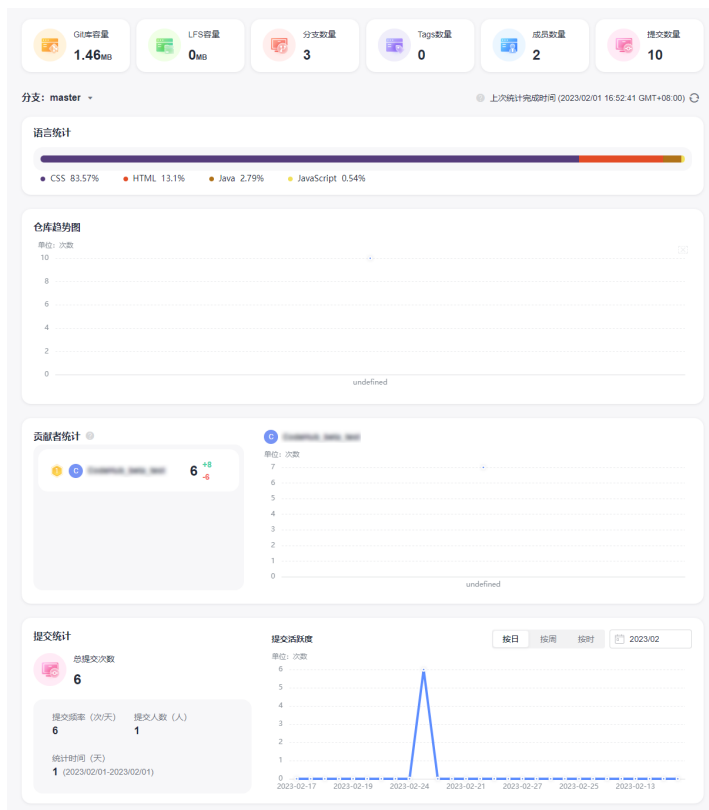 Git库容量
1.46MB
LFS容量
0MB
分支数量
3
Tags数量
0
成员数量
2
提交数量
10
分支: master
上次统计完成时间 (2023/02/01 16:52:41 GMT+08:00)
语言统计
CSS 83.57% HTML 13.1% Java 2.79% JavaScript 0.54%
仓库趋势图
单位: 次数
10
8
6
4
2
0
undefined
贡献者统计
C
6 +8
-6
C
单位: 次数
7
6
5
4
3
2
1
0
undefined
提交统计
总提交次数
6
提交频率（次/天） 提交人数（人）
6 1
统计时间（天）
1 (2023/02/01-2023/02/01)
提交活跃度
按日 按周 按时 2023/02
单位: 次数
6
5
4
3
2
1
0
2023-02-17 2023-02-19 2023-02-24 2023-02-21 2023-02-27 2023-02-25 2023-02-13